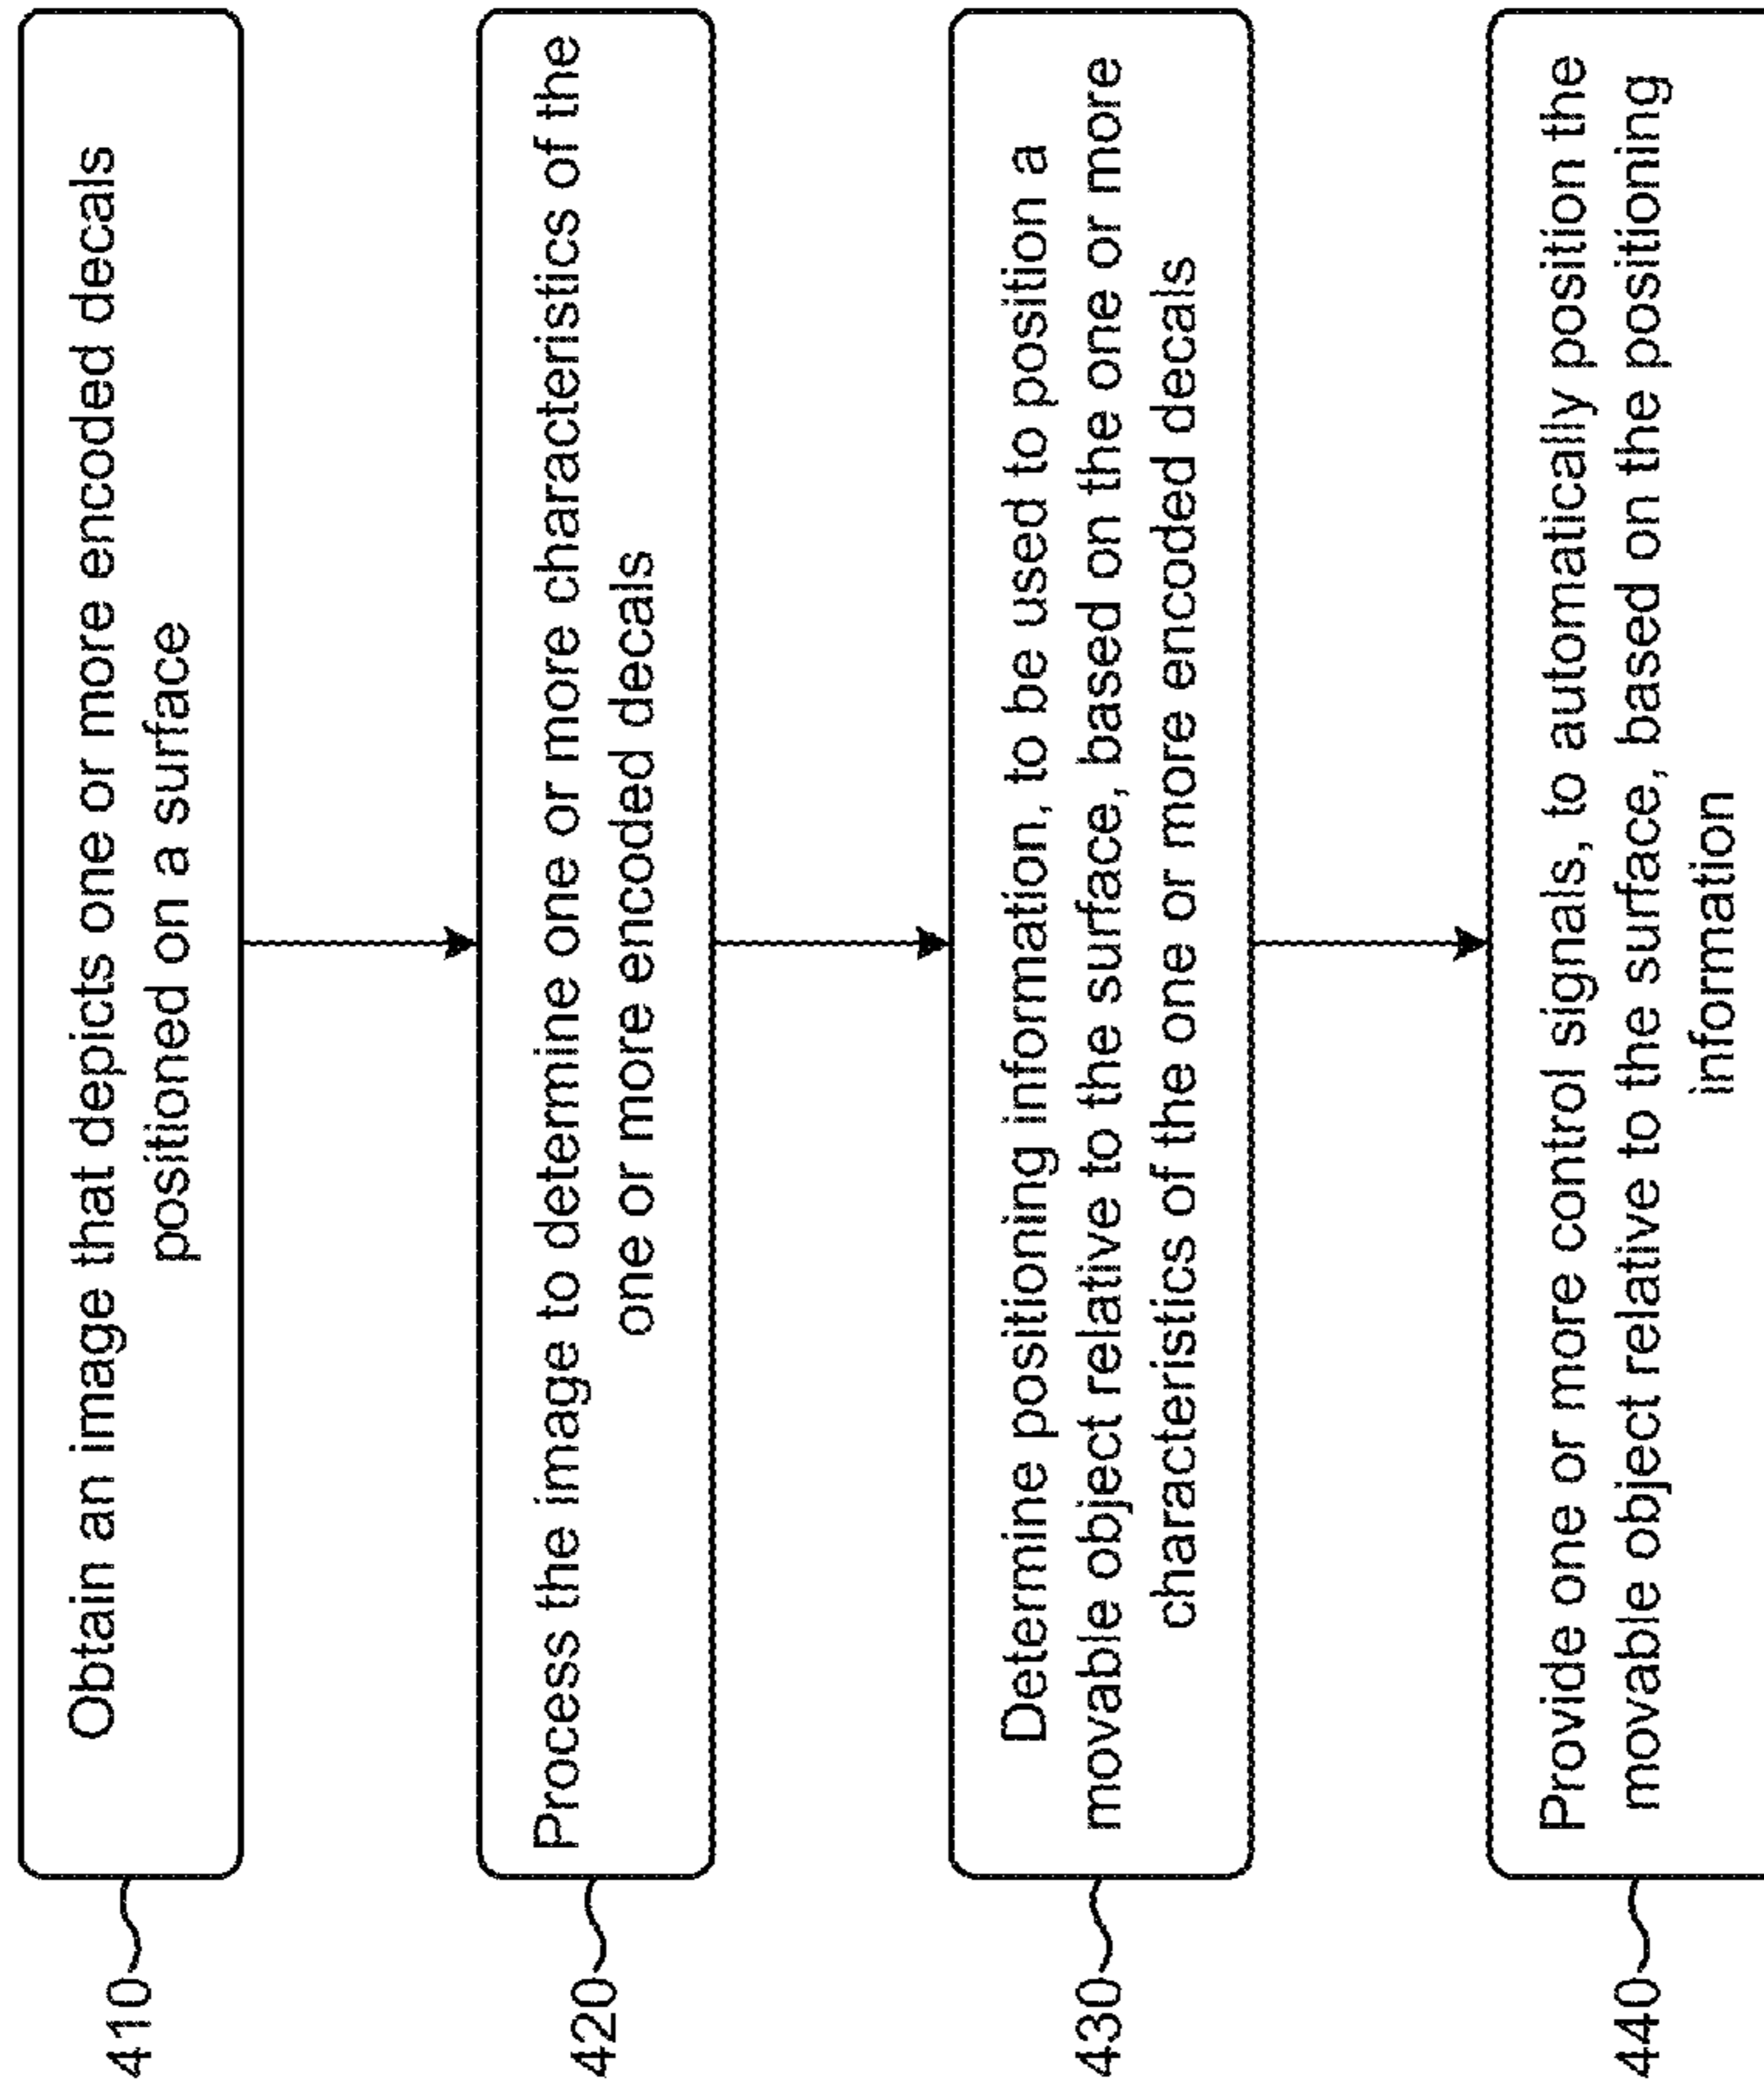 410
Obtain an image that depicts one or more encoded decals
positioned on a surface
420
Process the image to determine one or more characteristics of the
one or more encoded decals
430
Determine positioning information, to be used to position a
movable object relative to the surface, based on the one or more
characteristics of the one or more encoded decals
440
Provide one or more control signals, to automatically position the
movable object relative to the surface, based on the positioning
information